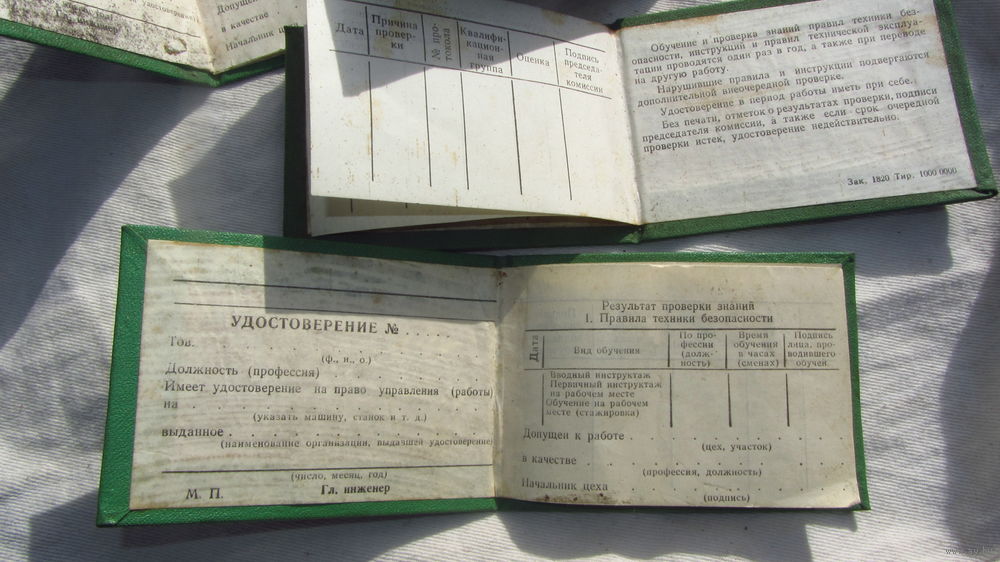 Допущен
в качестве
Начальник
инженер
Дата
Причина
провер-
ки
№ про-
токола
Квалифи-
кацион-
ная
группа
Оценка
Подпись
председа-
теля
комиссии
Обучение и проверка знаний правил техники без-
опасности, инструкций и правил технической эксплуа-
тации проводятся один раз в год, а также при переводе
на другую работу.
Нарушившие правила и инструкции подвергаются
дополнительной внеочередной проверке.
Удостоверение в период работы иметь при себе.
Без печати, отметок о результатах проверки, подписи
председателя комиссии, а также если срок очередной
проверки истек, удостоверение недействительно.
Зак. 1820 Тир. 1000 0000
УДОСТОВЕРЕНИЕ №
Тов.
(ф., и., о.)
Должность (профессия)
Имеет удостоверение на право управления (работы)
на
(указать машину, станок и т. д.)
выданное
(наименование организации, выдавшей удостоверение)
(число, месяц, год)
М. П. Гл. инженер
Результат проверки знаний
1. Правила техники безопасности
Дата
Вид обучения
По про-
фессии
(долж-
ность)
Время
обучения
в часах
(сменах)
Подпись
лица, про-
водившего
обучен.
Вводный инструктаж
Первичный инструктаж
на рабочем месте
Обучение на рабочем
месте (стажировка)
Допущен к работе
(цех, участок)
в качестве
(профессия, должность)
Начальник цеха
(подпись)